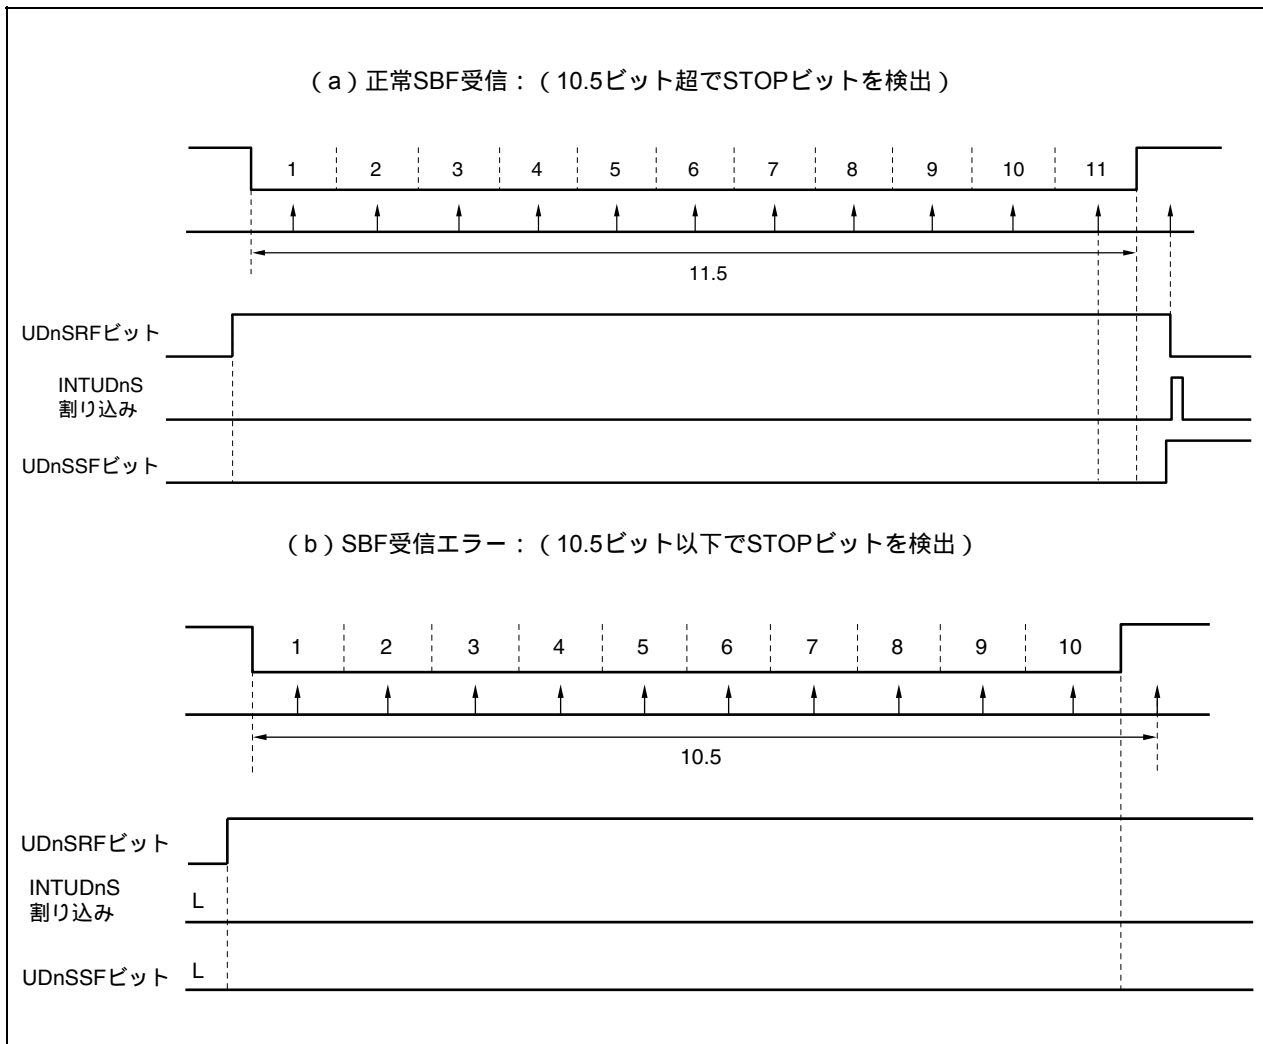 （a）正常SBF受信：（10.5ビット超でSTOPビットを検出）
1 2 3 4 5 6 7 8 9 10 11
11.5
UDnSRFビット
INTUDnS
割り込み
UDnSSFビット
（b）SBF受信エラー：（10.5ビット以下でSTOPビットを検出）
1 2 3 4 5 6 7 8 9 10
10.5
UDnSRFビット
INTUDnS
割り込み L
UDnSSFビット L